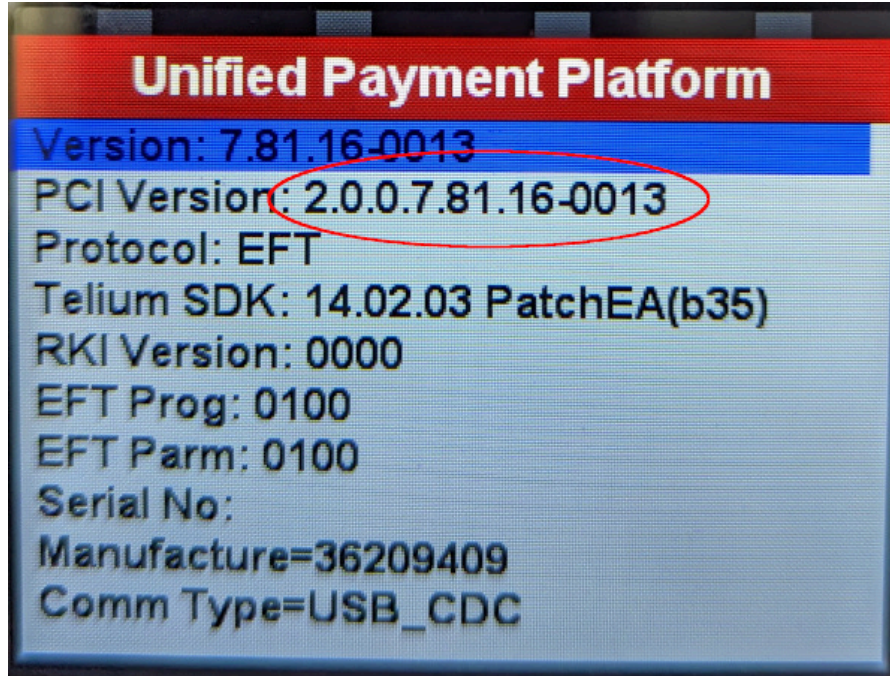 Unified Payment Platform
Version: 7.81.16-0013
PCI Version: 2.0.0.7.81.16-0013
Protocol: EFT
Telium SDK: 14.02.03 PatchEA(b35)
RKI Version: 0000
EFT Prog: 0100
EFT Parm: 0100
Serial No:
Manufacture=36209409
Comm Type=USB_CDC